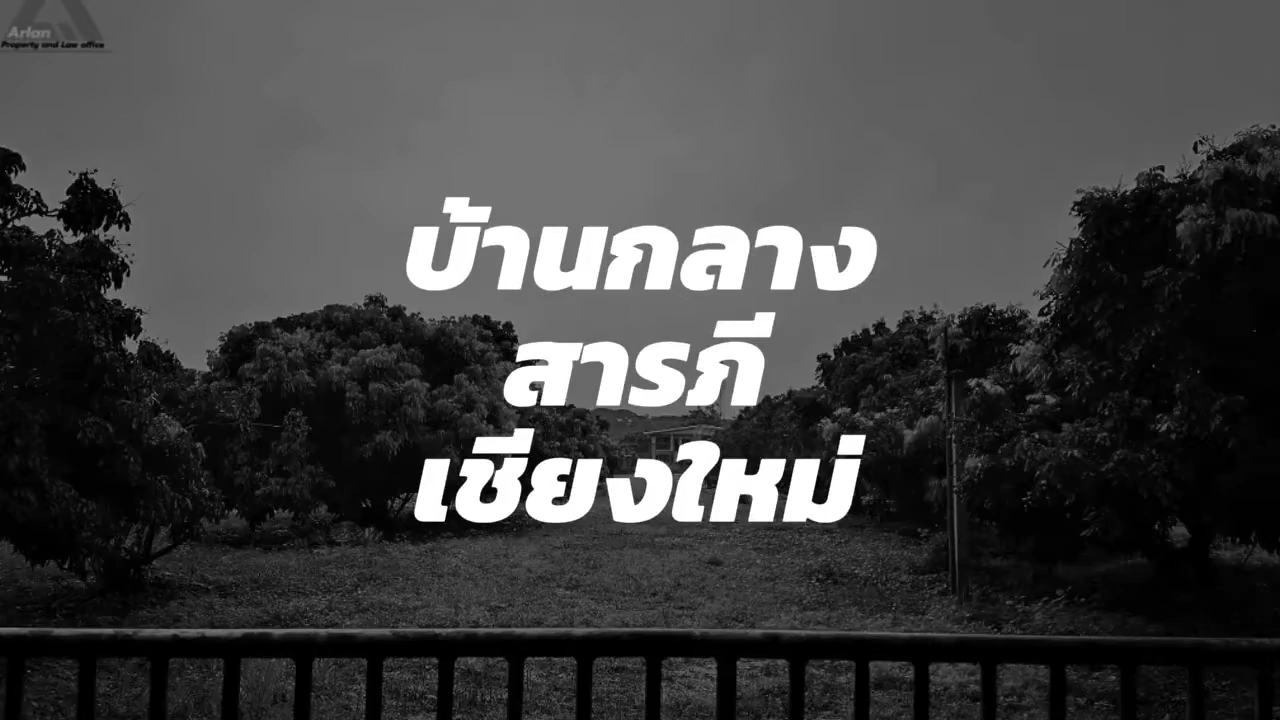 Arlan
Property and Law office
บ้านกลาง
สารภี
เชียงใหม่